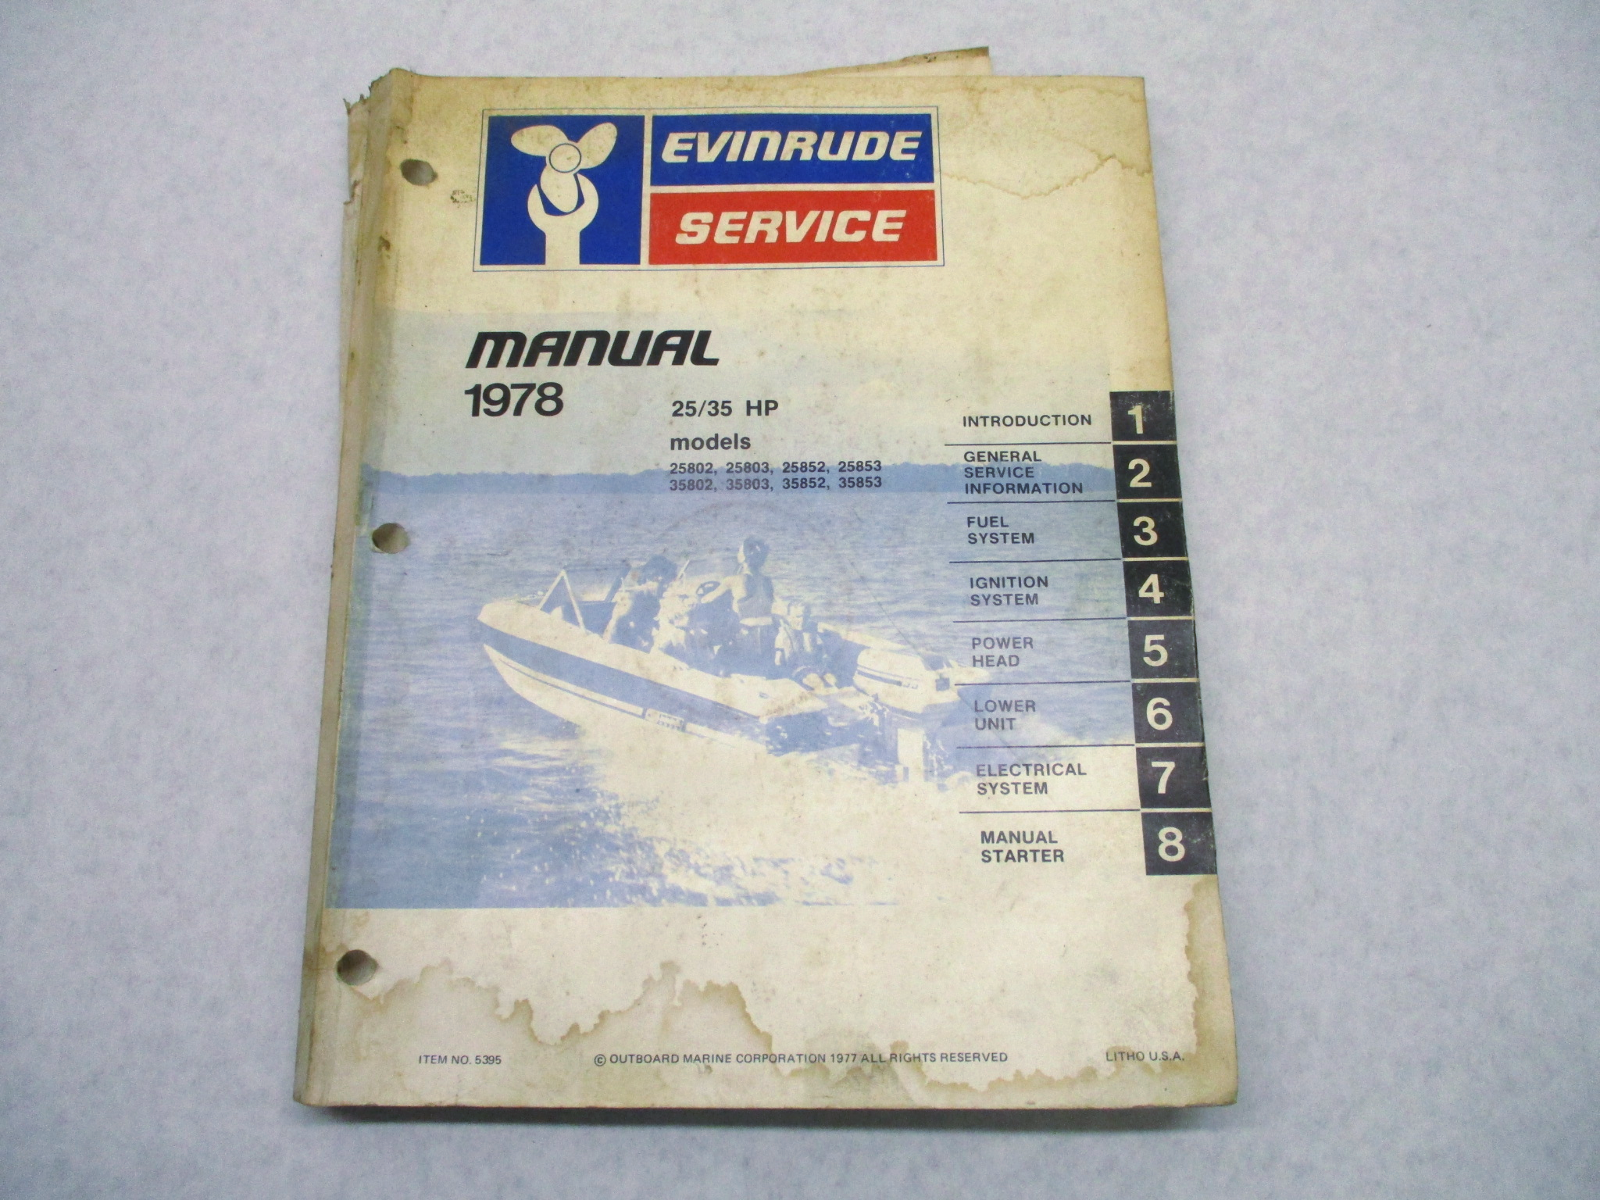 EVINRUDE
SERVICE
MANUAL
1978
25/35 HP
models
25802, 25803, 25852, 25853
35802, 35803, 35852, 35853
INTRODUCTION 1
GENERAL
SERVICE
INFORMATION 2
FUEL
SYSTEM 3
IGNITION
SYSTEM 4
POWER
HEAD 5
LOWER
UNIT 6
ELECTRICAL
SYSTEM 7
MANUAL
STARTER 8
ITEM NO. 5395
© OUTBOARD MARINE CORPORATION 1977 ALL RIGHTS RESERVED
LITHO U.S.A.